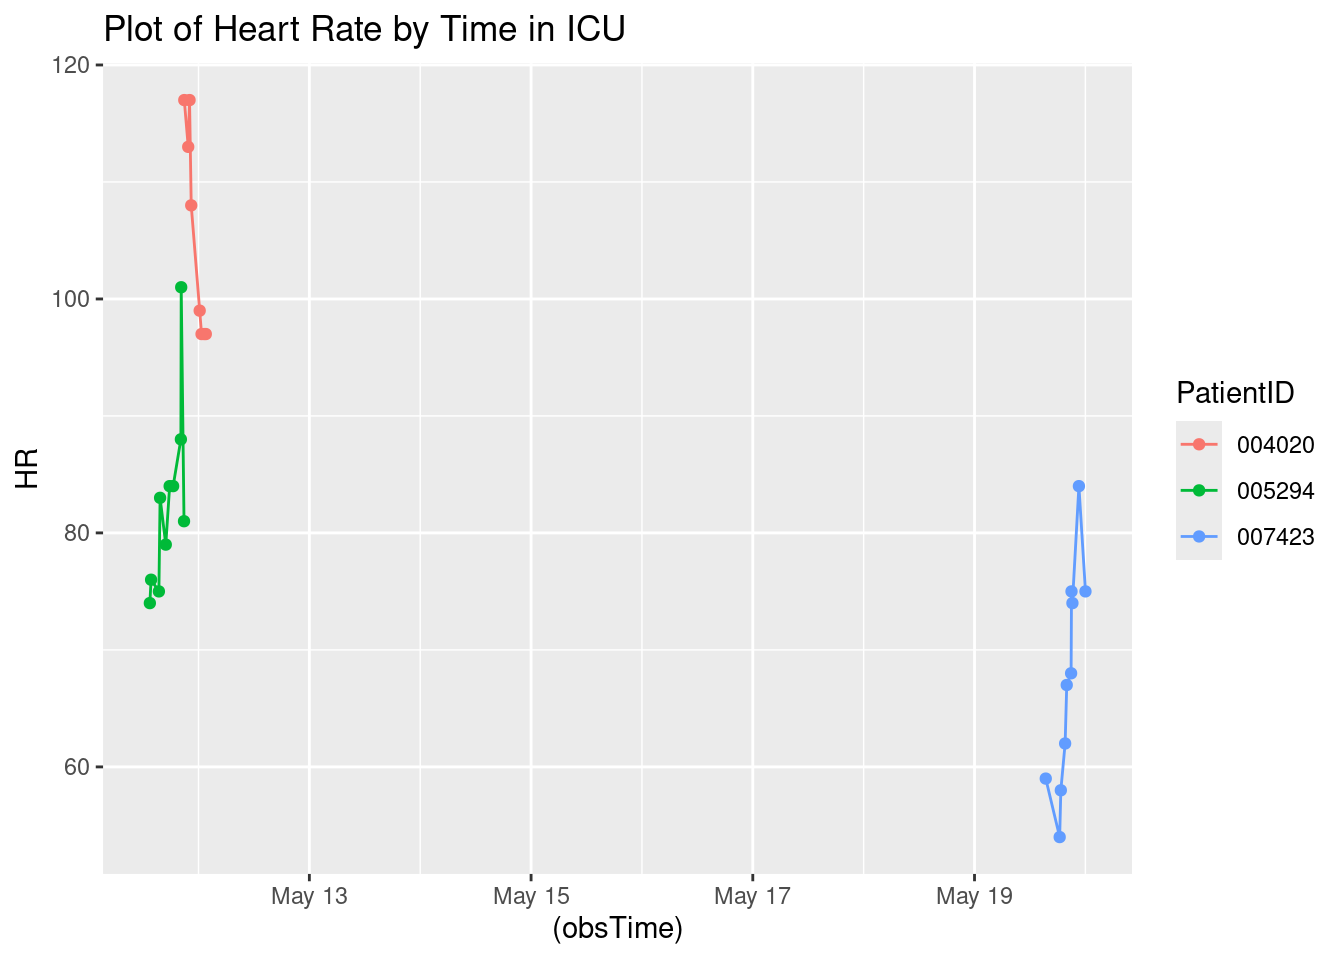 Plot of Heart Rate by Time in ICU
120
100
80
60
HR
May 13
May 15
May 17
May 19
(obsTime)
PatientID
004020
005294
007423